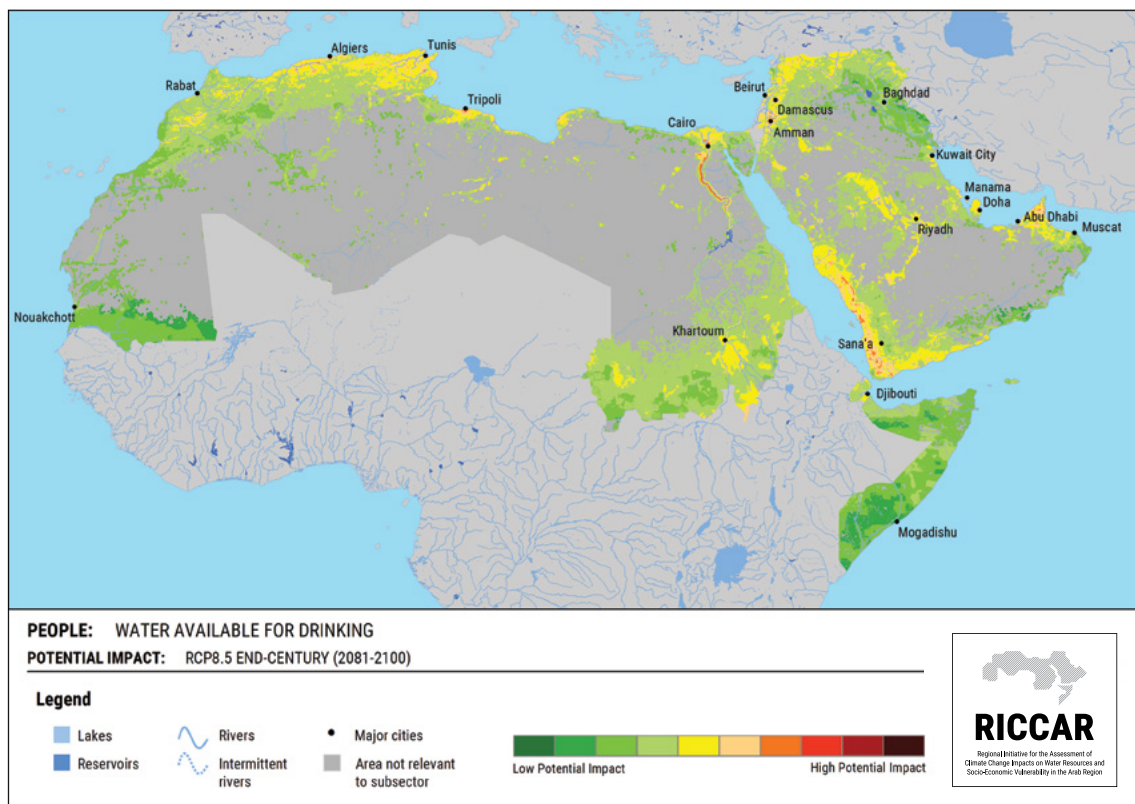 Algiers
Tunis
Rabat
Tripoli
Beirut
Damascus
Amman
Baghdad
Cairo
Kuwait City
Manama
Doha
Abu Dhabi
Muscat
Riyadh
Nouakchott
Khartoum
Sana'a
Djibouti
Mogadishu
PEOPLE: WATER AVAILABLE FOR DRINKING
POTENTIAL IMPACT: RCP8.5 END-CENTURY (2081-2100)
Legend
Lakes
Reservoirs
Rivers
Intermittent
rivers
Major cities
Area not relevant
to subsector
Low Potential Impact
High Potential Impact
RICCAR
Regional Initiative for the Assessment of
Climate Change Impacts on Water Resources and
Socio-Economic Vulnerability in the Arab Region